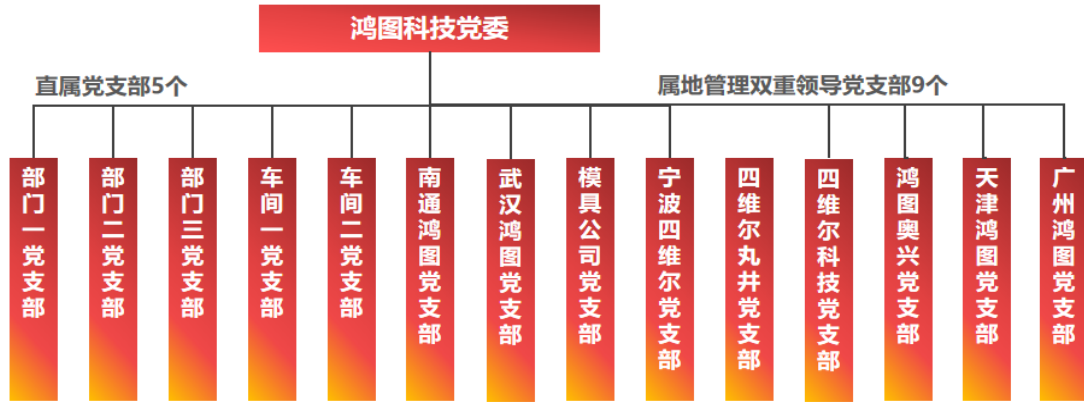 鸿图科技党委
直属党支部5个
属地管理双重领导党支部9个
部门一党支部
部门二党支部
部门三党支部
车间一党支部
车间二党支部
南通鸿图党支部
武汉鸿图党支部
模具公司党支部
宁波四维尔党支部
四维尔丸井党支部
四维尔科技党支部
鸿图奥兴党支部
天津鸿图党支部
广州鸿图党支部